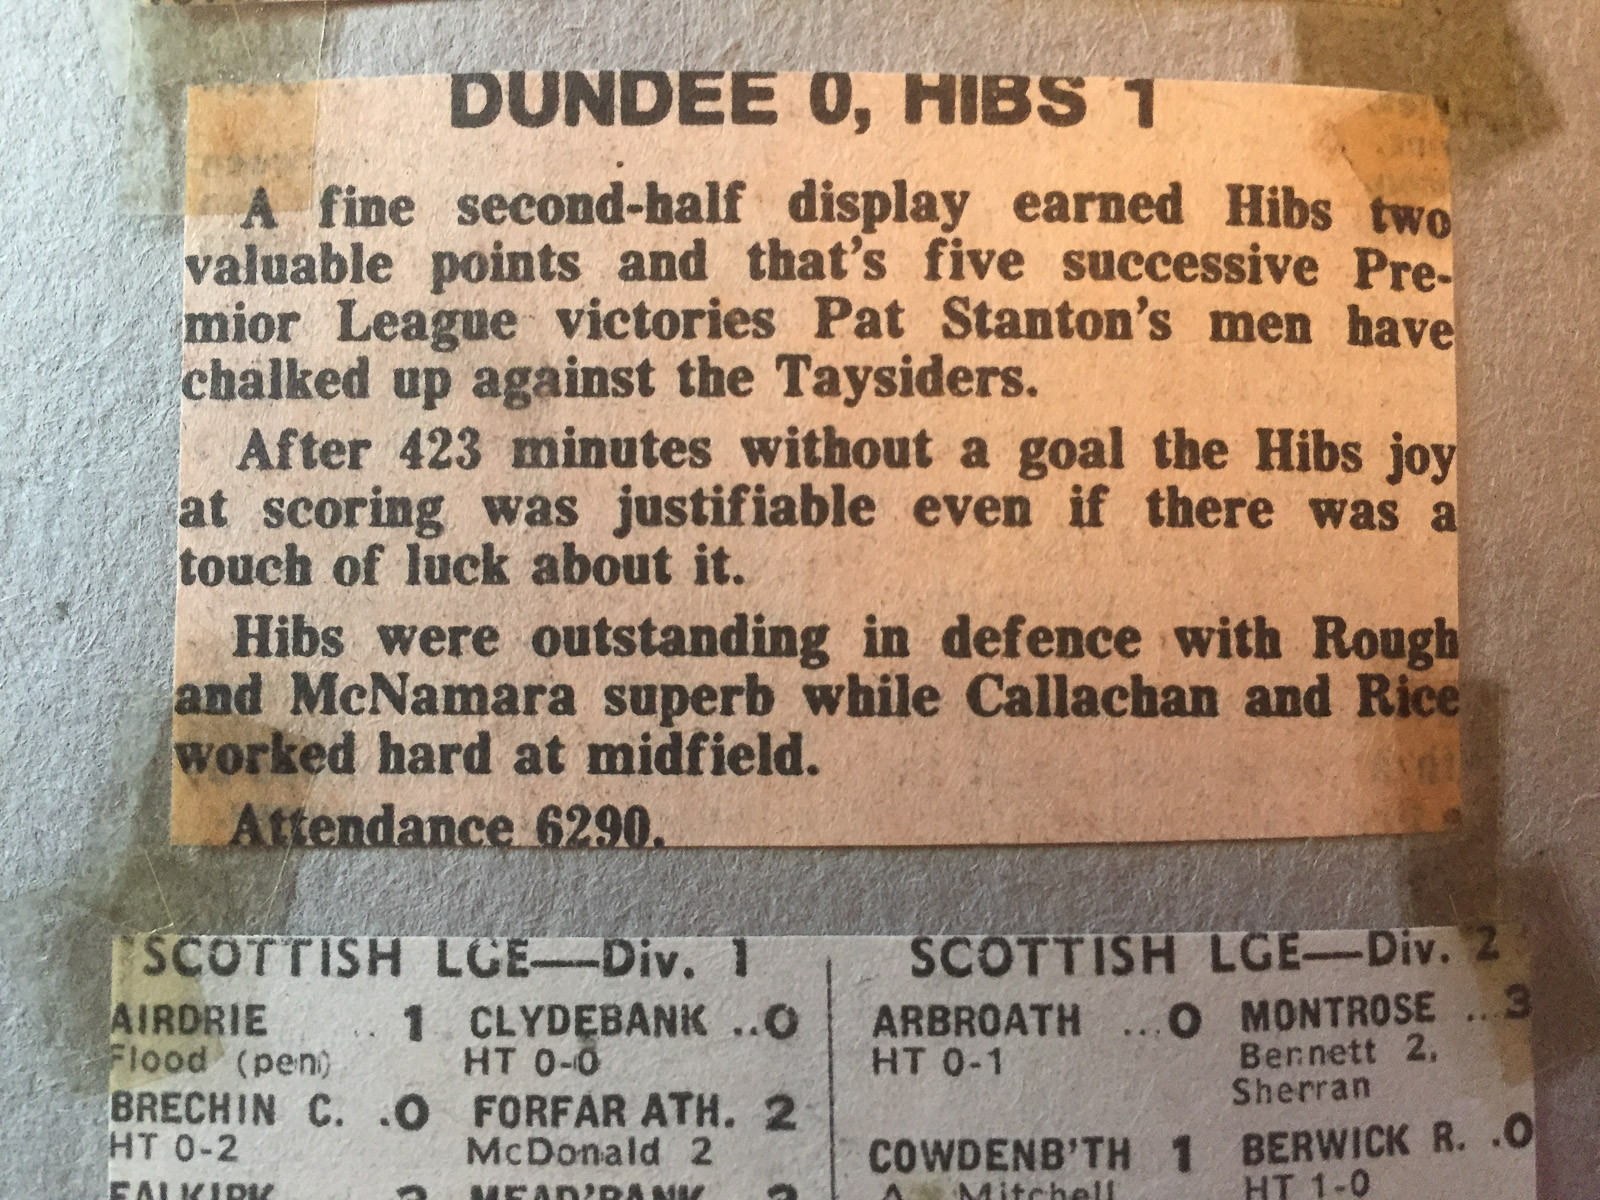 DUNDEE 0, HIBS 1
A fine second-half display earned Hibs two
valuable points and that's five successive Pre-
mior League victories Pat Stanton's men have
chalked up against the Taysiders.
After 423 minutes without a goal the Hibs joy
at scoring was justifiable even if there was a
touch of luck about it.
Hibs were outstanding in defence with Rough
and McNamara superb while Callachan and Rice
worked hard at midfield.
Attendance 6290.
SCOTTISH LGE—Div. 1
AIRDRIE .. 1 CLYDEBANK ..0
Flood (pen) HT 0-0
BRECHIN C. .0 FORFAR ATH. 2
HT 0-2 McDonald 2
FALKIRK MEAD'BANK
SCOTTISH LGE—Div. 2
ARBROATH ...0 MONTROSE ...3
HT 0-1 Bennett 2,
Sherran
COWDENB'TH 1 BERWICK R. .0
A. Mitchell HT 1-0